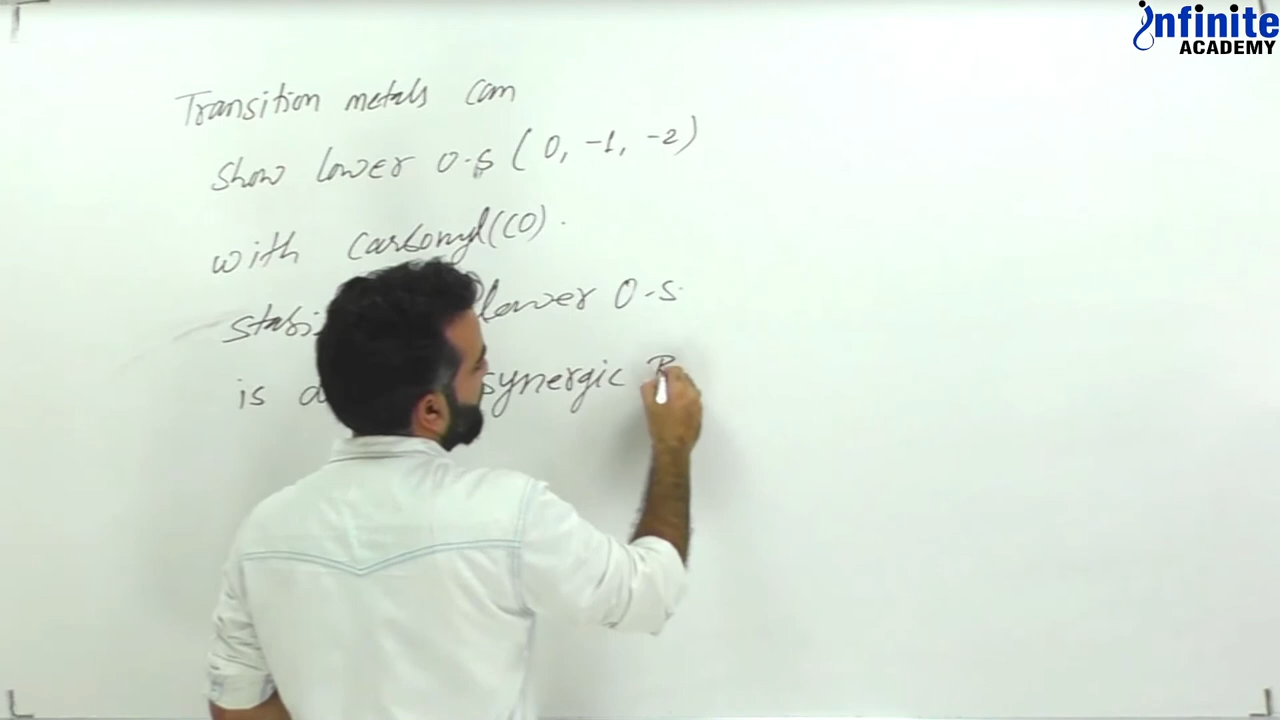 Infinite
ACADEMY
Transition metals can
show lower O.S (0, -1, -2)
with carbonyl (CO).
lower O.S.
is synergic